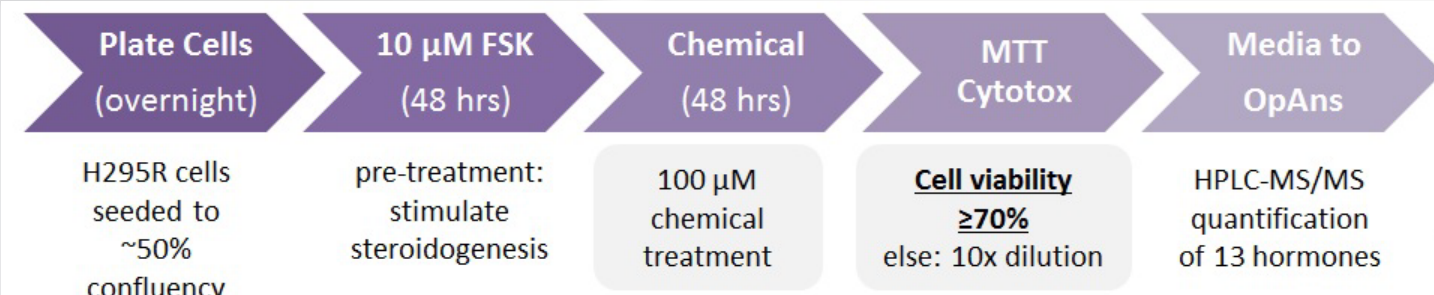 Plate Cells
(overnight)
10 µM FSK
(48 hrs)
Chemical
(48 hrs)
MTT
Cytotox
Media to
OpAns
H295R cells
seeded to
~50%
confluency
pre-treatment:
stimulate
steroidogenesis
100 µM
chemical
treatment
Cell viability
≥70%
else: 10x dilution
HPLC-MS/MS
quantification
of 13 hormones